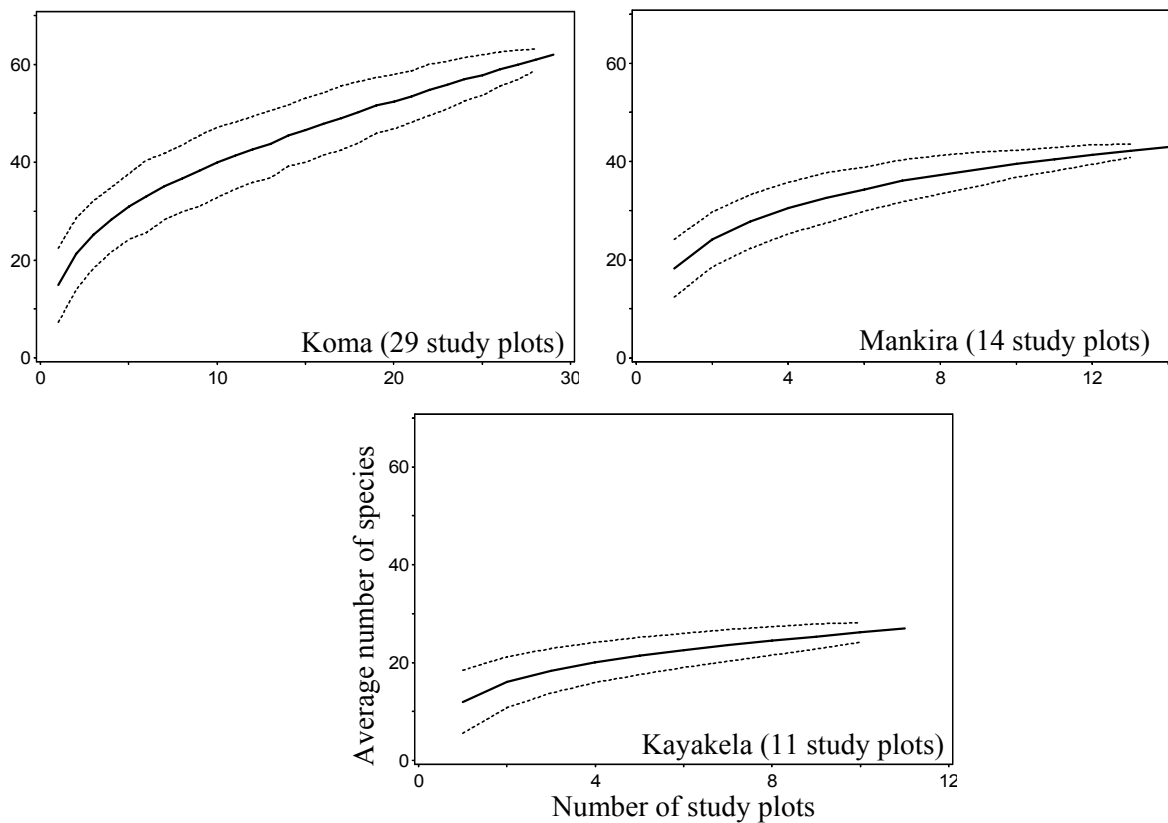 60
40
20
0
Koma (29 study plots)
0 10 20 30
60
40
20
0
Mankira (14 study plots)
0 4 8 12
Average number of species
60
40
20
0
Kayakela (11 study plots)
0 4 8 12
Number of study plots